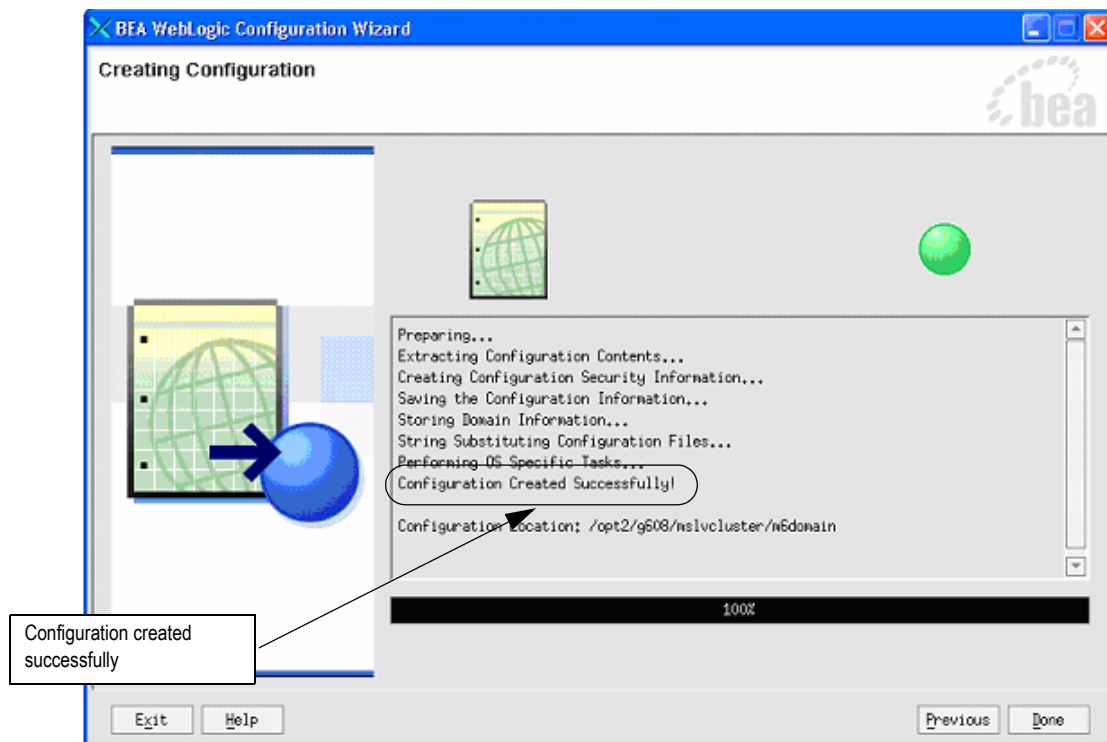 BEA WebLogic Configuration Wizard
Creating Configuration
bea
Preparing...
Extracting Configuration Contents...
Creating Configuration Security Information...
Saving the Configuration Information...
Storing Domain Information...
String Substituting Configuration Files...
Performing OS Specific Tasks...
Configuration Created Successfully!
Configuration Location: /opt2/g608/mslvcluster/m6domain
100%
Configuration created
successfully
Exit
Help
Previous
Done